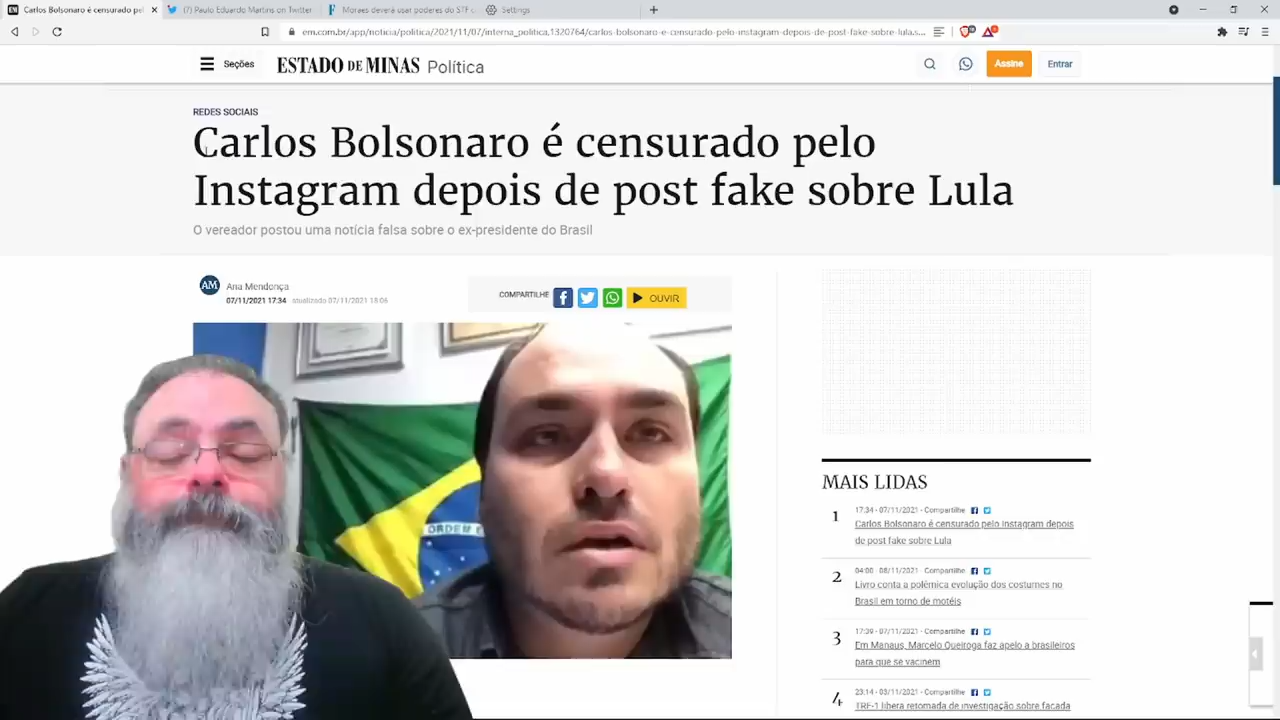 Carlos Bolsonaro é censurado pel
(7) Paulo Eduardo Martins on Twitter
Moraes deverá usar poderes do STF c
Settings
em.com.br/app/noticia/politica/2021/11/07/interna_politica,1320764/carlos-bolsonaro-e-censurado-pelo-instagram-depois-de-post-fake-sobre-lula.s...
Seções
ESTADO DE MINAS Política
Assine
Entrar
REDES SOCIAIS
Carlos Bolsonaro é censurado pelo
Instagram depois de post fake sobre Lula
O vereador postou uma notícia falsa sobre o ex-presidente do Brasil
AM
Ana Mendonça
07/11/2021 17:34 atualizado 07/11/2021 18:06
COMPARTILHE
OUVIR
ORDEM E
MAIS LIDAS
1
17:34 - 07/11/2021 - Compartilhe
Carlos Bolsonaro é censurado pelo Instagram depois
de post fake sobre Lula
2
04:00 - 08/11/2021 - Compartilhe
Livro conta a polêmica evolução dos costumes no
Brasil em torno de motéis
3
17:39 - 07/11/2021 - Compartilhe
Em Manaus, Marcelo Queiroga faz apelo a brasileiros
para que se vacinem
4
23:14 - 03/11/2021 - Compartilhe
TRF-1 libera retomada de investigação sobre facada